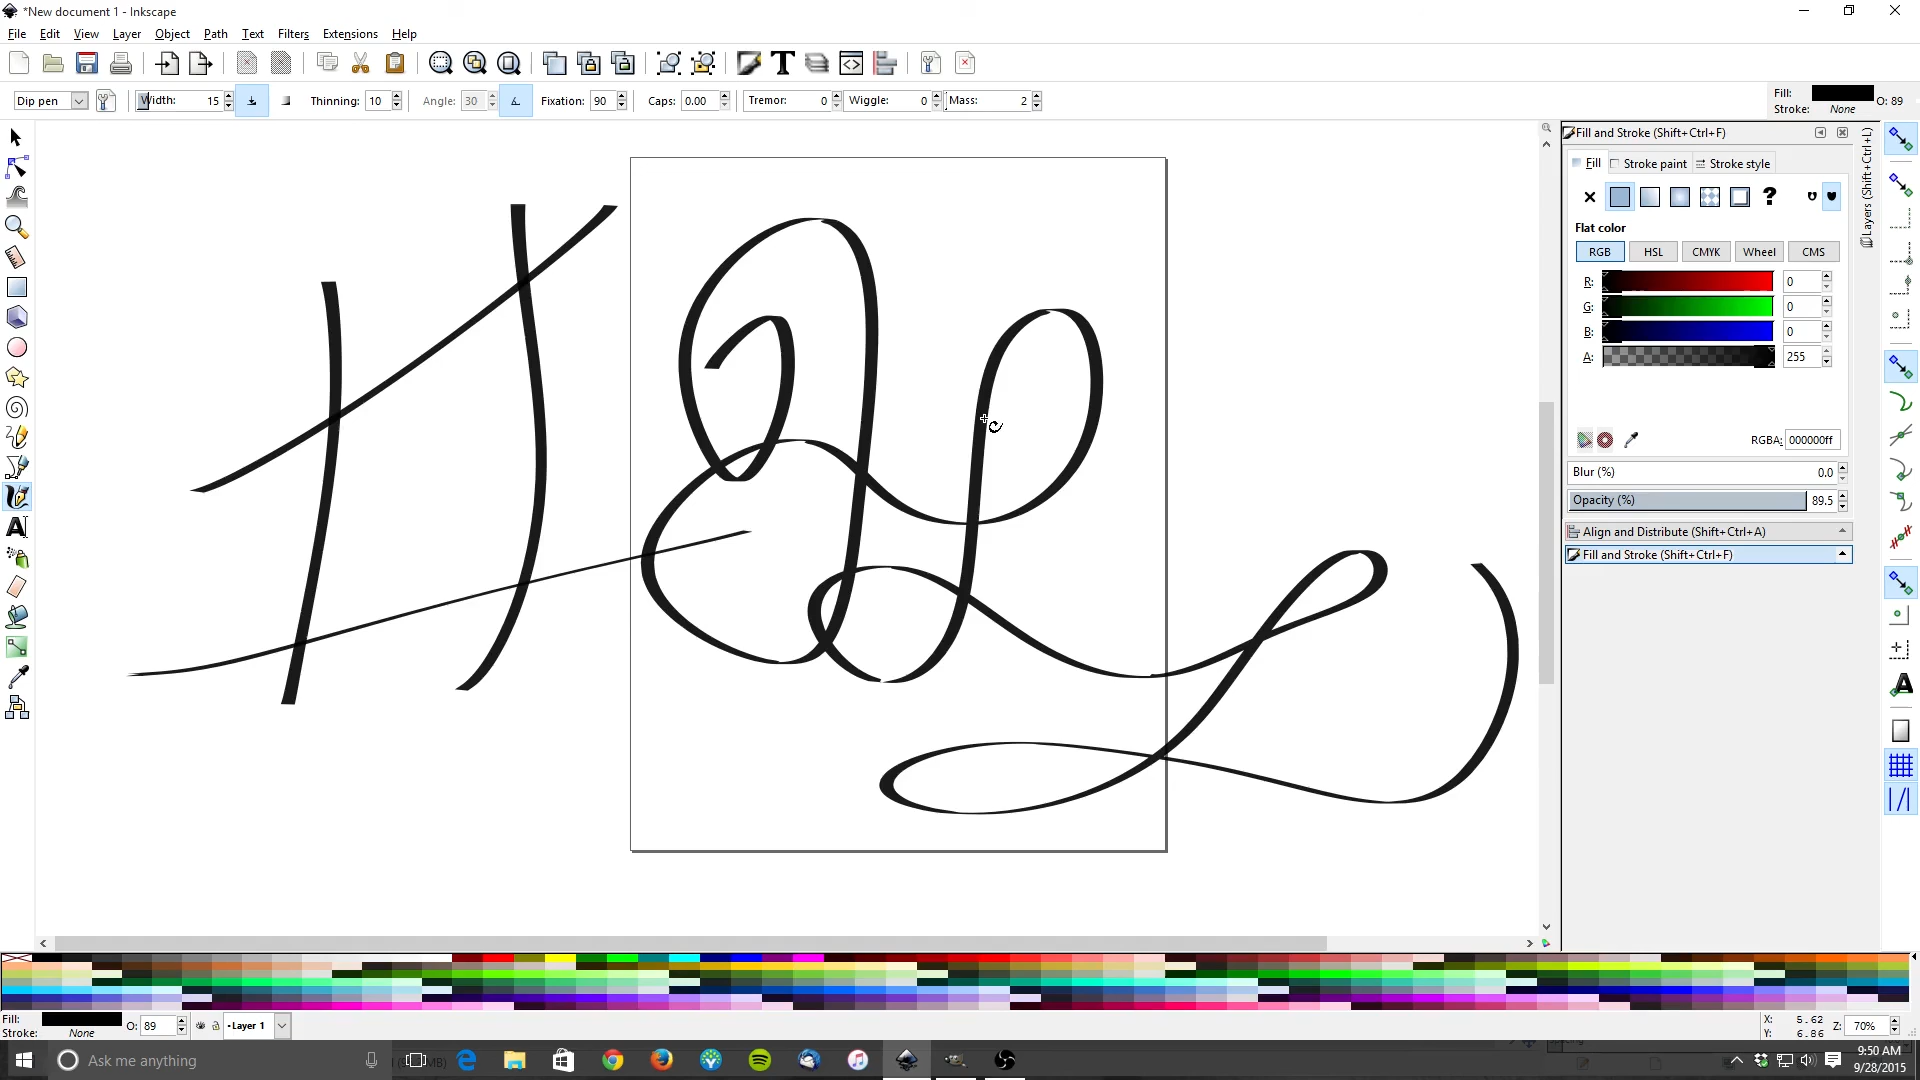 *New document 1 - Inkscape
File Edit View Layer Object Path Text Filters Extensions Help
Dip pen Width: 15 Thinning: 10 Angle: 30 Fixation: 90 Caps: 0.00 Tremor: 0 Wiggle: 0 Mass: 2
Fill: O: 89
Stroke: None
Fill and Stroke (Shift+Ctrl+F)
Layers (Shift+Ctrl+L)
Fill Stroke paint Stroke style
Flat color
RGB HSL CMYK Wheel CMS
R: 0
G: 0
B: 0
A: 255
RGBA: 000000ff
Blur (%) 0.0
Opacity (%) 89.5
Align and Distribute (Shift+Ctrl+A)
Fill and Stroke (Shift+Ctrl+F)
Fill: O: 89 Layer 1
Stroke: None
X: 5.62
Y: 6.86
Z: 70%
Ask me anything
9:50 AM
9/28/2015